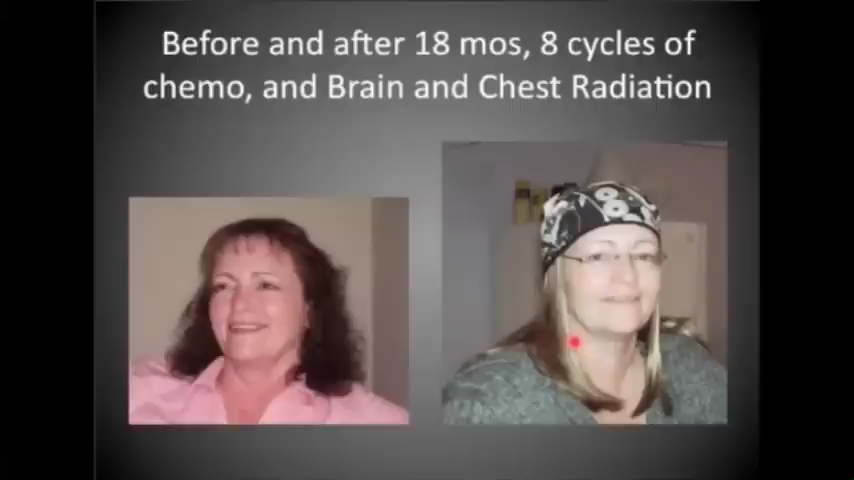 Before and after 18 mos, 8 cycles of
chemo, and Brain and Chest Radiation